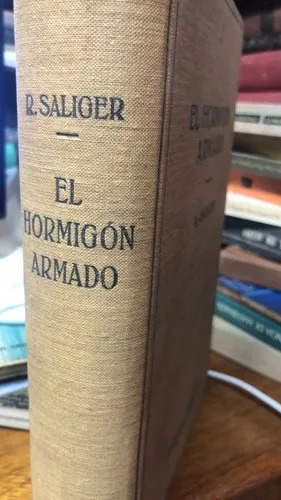 R. SALIGER
EL
HORMIGÓN
ARMADO
EL HORMIGÓN
ARMADO